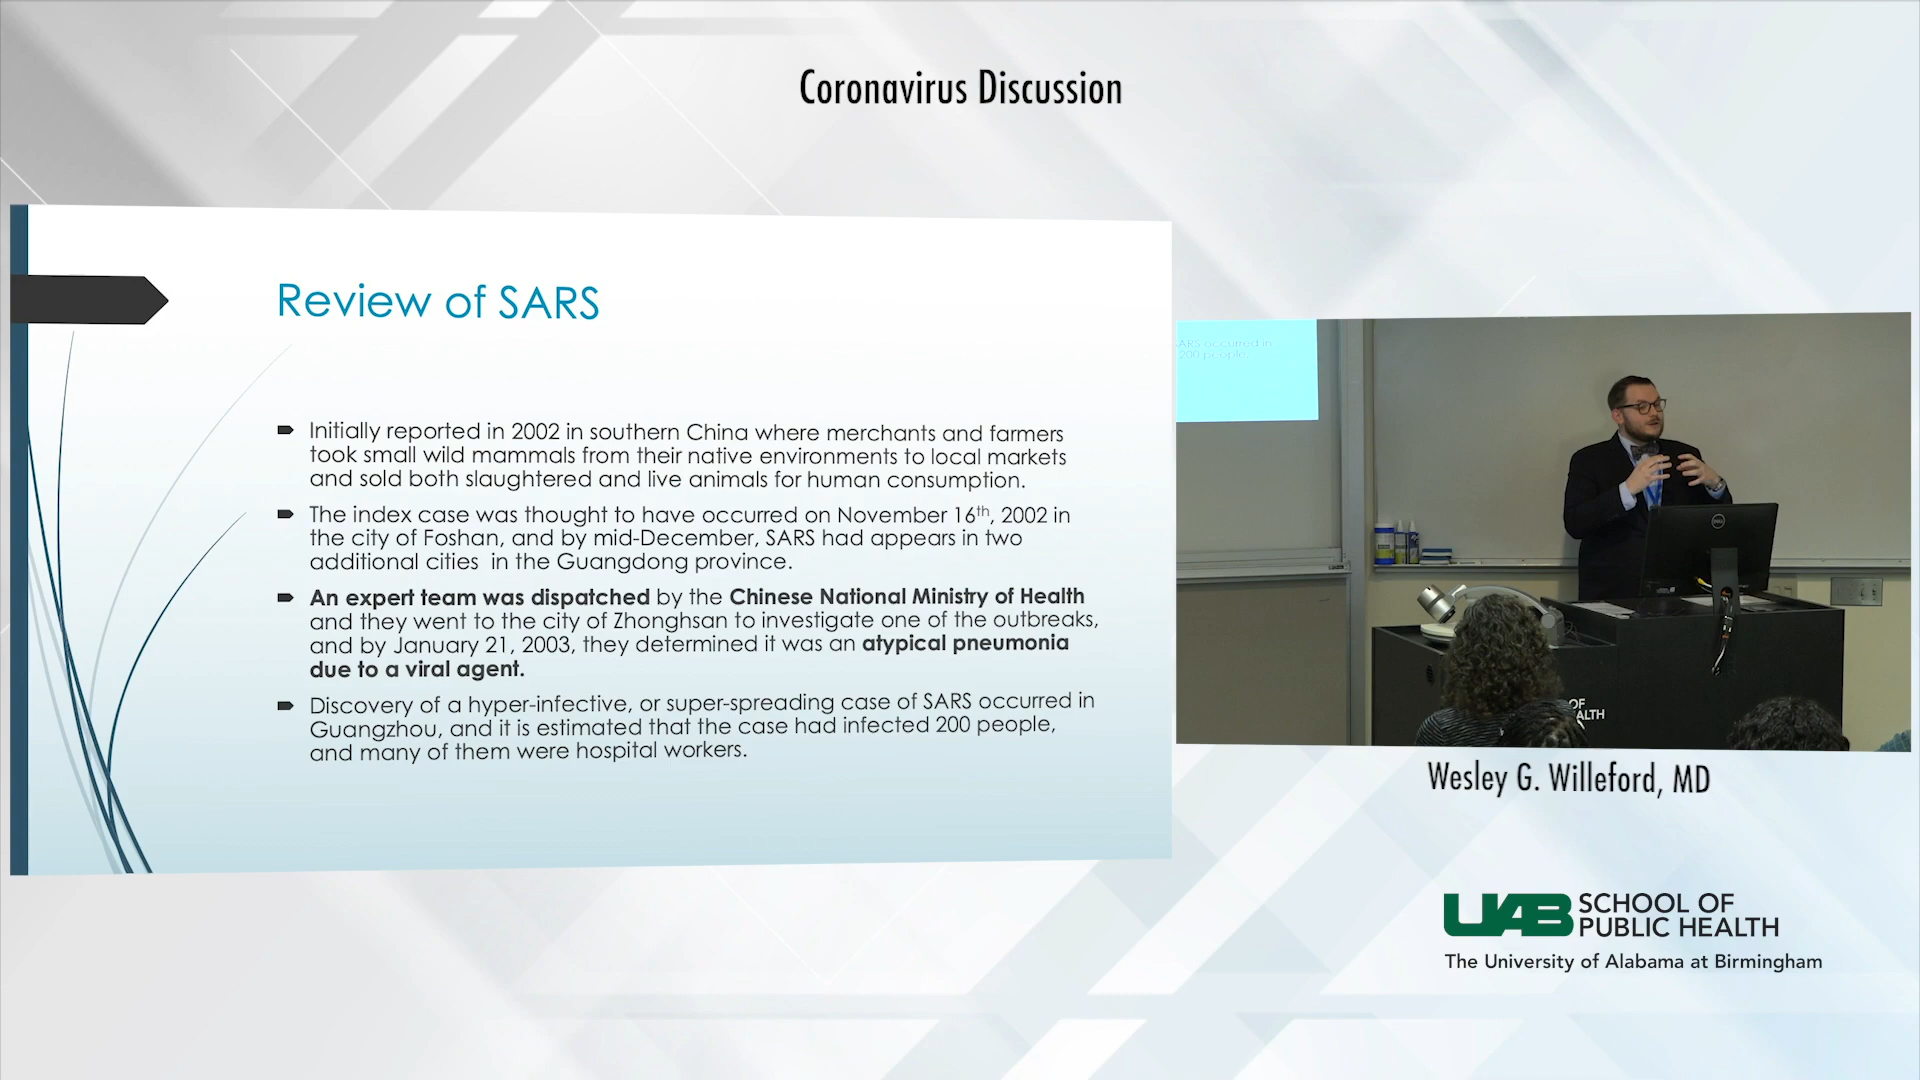 Coronavirus Discussion
Review of SARS
Initially reported in 2002 in southern China where merchants and farmers
took small wild mammals from their native environments to local markets
and sold both slaughtered and live animals for human consumption.
The index case was thought to have occurred on November 16th, 2002 in
the city of Foshan, and by mid-December, SARS had appears in two
additional cities in the Guangdong province.
An expert team was dispatched by the Chinese National Ministry of Health
and they went to the city of Zhonghsan to investigate one of the outbreaks,
and by January 21, 2003, they determined it was an atypical pneumonia
due to a viral agent.
Discovery of a hyper-infective, or super-spreading case of SARS occurred in
Guangzhou, and it is estimated that the case had infected 200 people,
and many of them were hospital workers.
ARS occurred in
200 people,
DELL
OF
ALTH
Wesley G. Willeford, MD
UAB SCHOOL OF
PUBLIC HEALTH
The University of Alabama at Birmingham